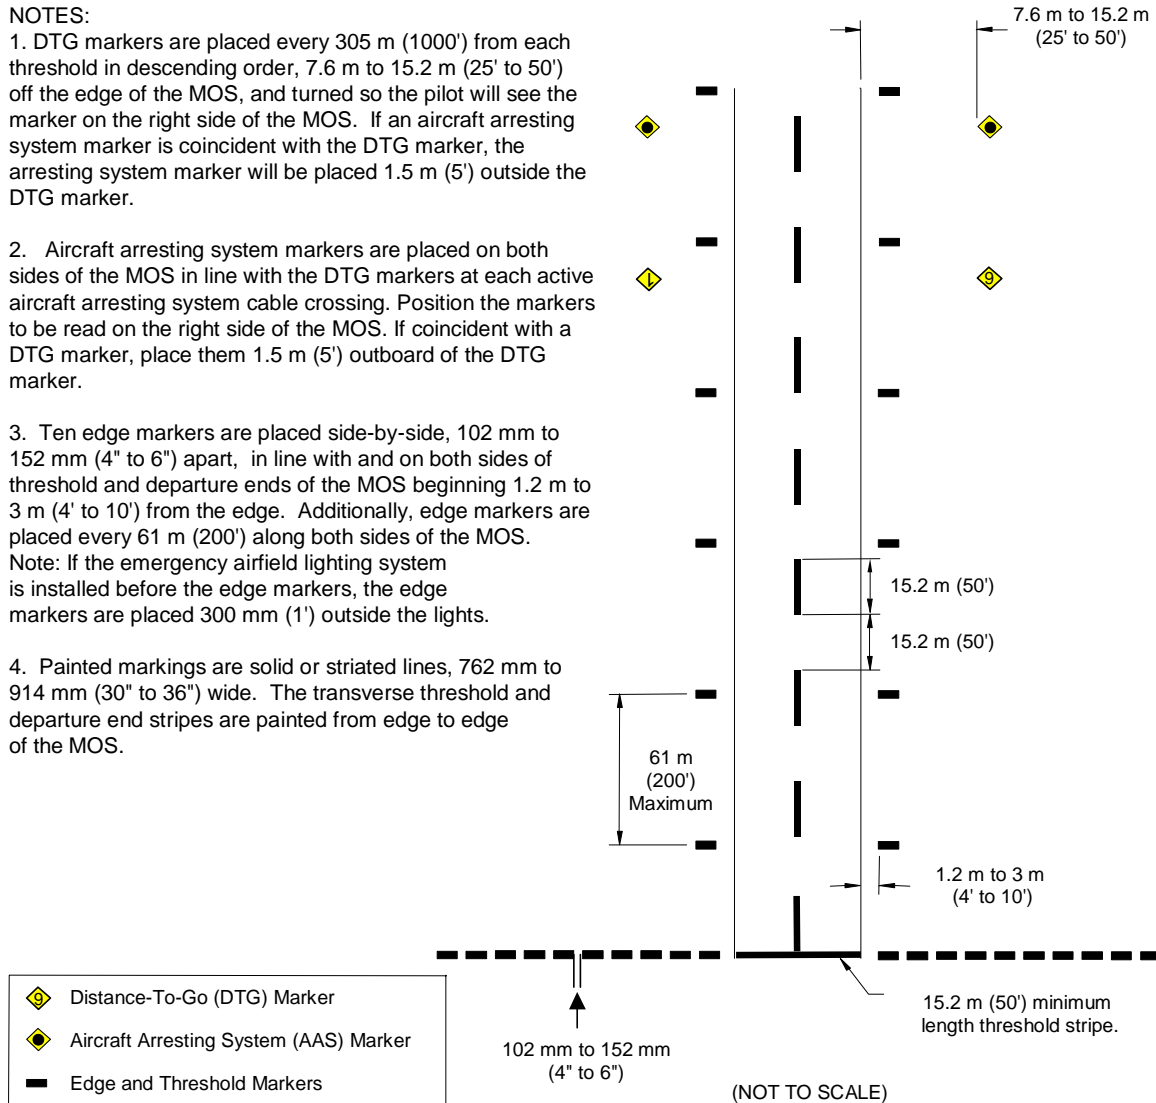 NOTES:
1. DTG markers are placed every 305 m (1000') from each
threshold in descending order, 7.6 m to 15.2 m (25' to 50')
off the edge of the MOS, and turned so the pilot will see the
marker on the right side of the MOS.  If an aircraft arresting
system marker is coincident with the DTG marker, the
arresting system marker will be placed 1.5 m (5') outside the
DTG marker.
2.   Aircraft arresting system markers are placed on both
sides of the MOS in line with the DTG markers at each active
aircraft arresting system cable crossing. Position the markers
to be read on the right side of the MOS. If coincident with a
DTG marker, place them 1.5 m (5') outboard of the DTG
marker.
3.  Ten edge markers are placed side-by-side, 102 mm to
152 mm (4" to 6") apart,  in line with and on both sides of
threshold and departure ends of the MOS beginning 1.2 m to
3 m (4' to 10') from the edge.  Additionally, edge markers are
placed every 61 m (200') along both sides of the MOS.
Note: If the emergency airfield lighting system
is installed before the edge markers, the edge
markers are placed 300 mm (1') outside the lights.
4.  Painted markings are solid or striated lines, 762 mm to
914 mm (30" to 36") wide.  The transverse threshold and
departure end stripes are painted from edge to edge
of the MOS.
7.6 m to 15.2 m
(25' to 50')
1
9
15.2 m (50')
15.2 m (50')
61 m
(200')
Maximum
1.2 m to 3 m
(4' to 10')
15.2 m (50') minimum
length threshold stripe.
102 mm to 152 mm
(4" to 6")
(NOT TO SCALE)
9 Distance-To-Go (DTG) Marker
Aircraft Arresting System (AAS) Marker
Edge and Threshold Markers